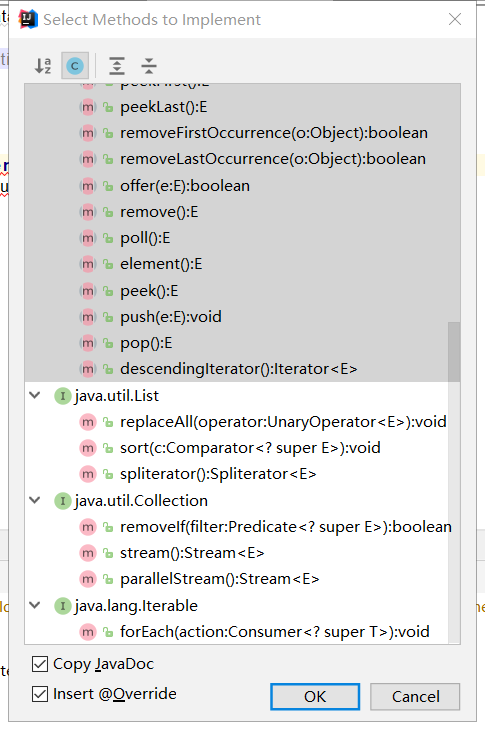 Select Methods to Implement
peekFirst():E
peekLast():E
removeFirstOccurrence(o:Object):boolean
removeLastOccurrence(o:Object):boolean
offer(e:E):boolean
remove():E
poll():E
element():E
peek():E
push(e:E):void
pop():E
descendingIterator():Iterator<E>
java.util.List
replaceAll(operator:UnaryOperator<E>):void
sort(c:Comparator<? super E>):void
spliterator():Spliterator<E>
java.util.Collection
removeIf(filter:Predicate<? super E>):boolean
stream():Stream<E>
parallelStream():Stream<E>
java.lang.Iterable
forEach(action:Consumer<? super T>):void
Copy JavaDoc
Insert @Override
OK
Cancel